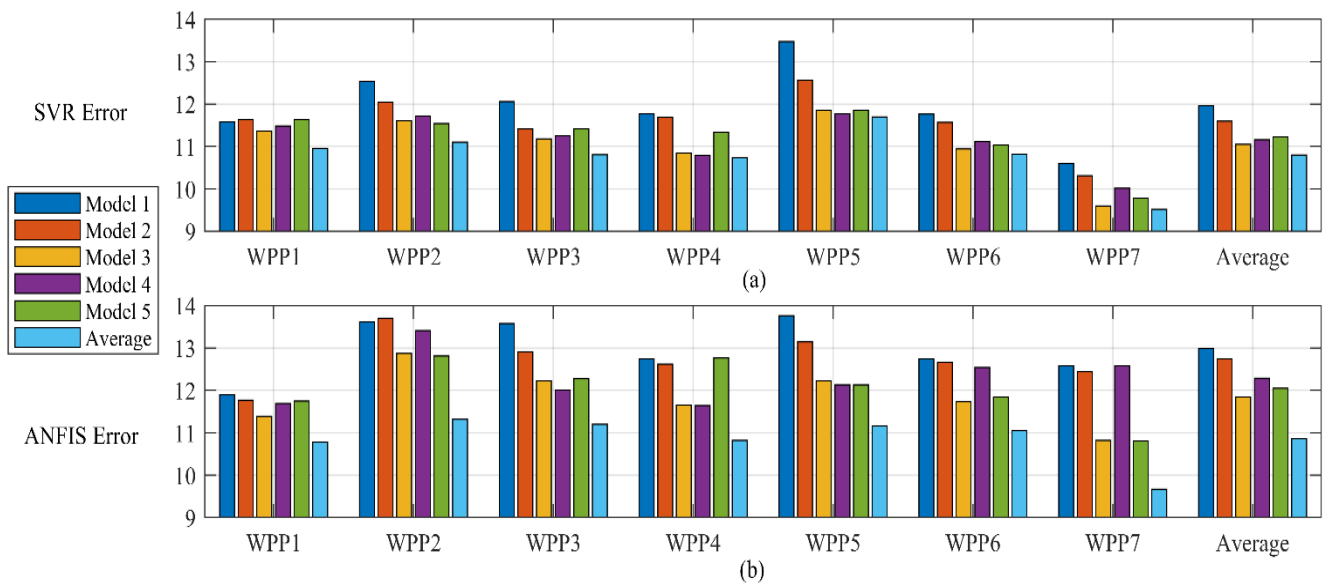 14
13
12
11
10
9
SVR Error
WPP1 WPP2 WPP3 WPP4 WPP5 WPP6 WPP7 Average
(a)
Model 1
Model 2
Model 3
Model 4
Model 5
Average
14
13
12
11
10
9
ANFIS Error
WPP1 WPP2 WPP3 WPP4 WPP5 WPP6 WPP7 Average
(b)